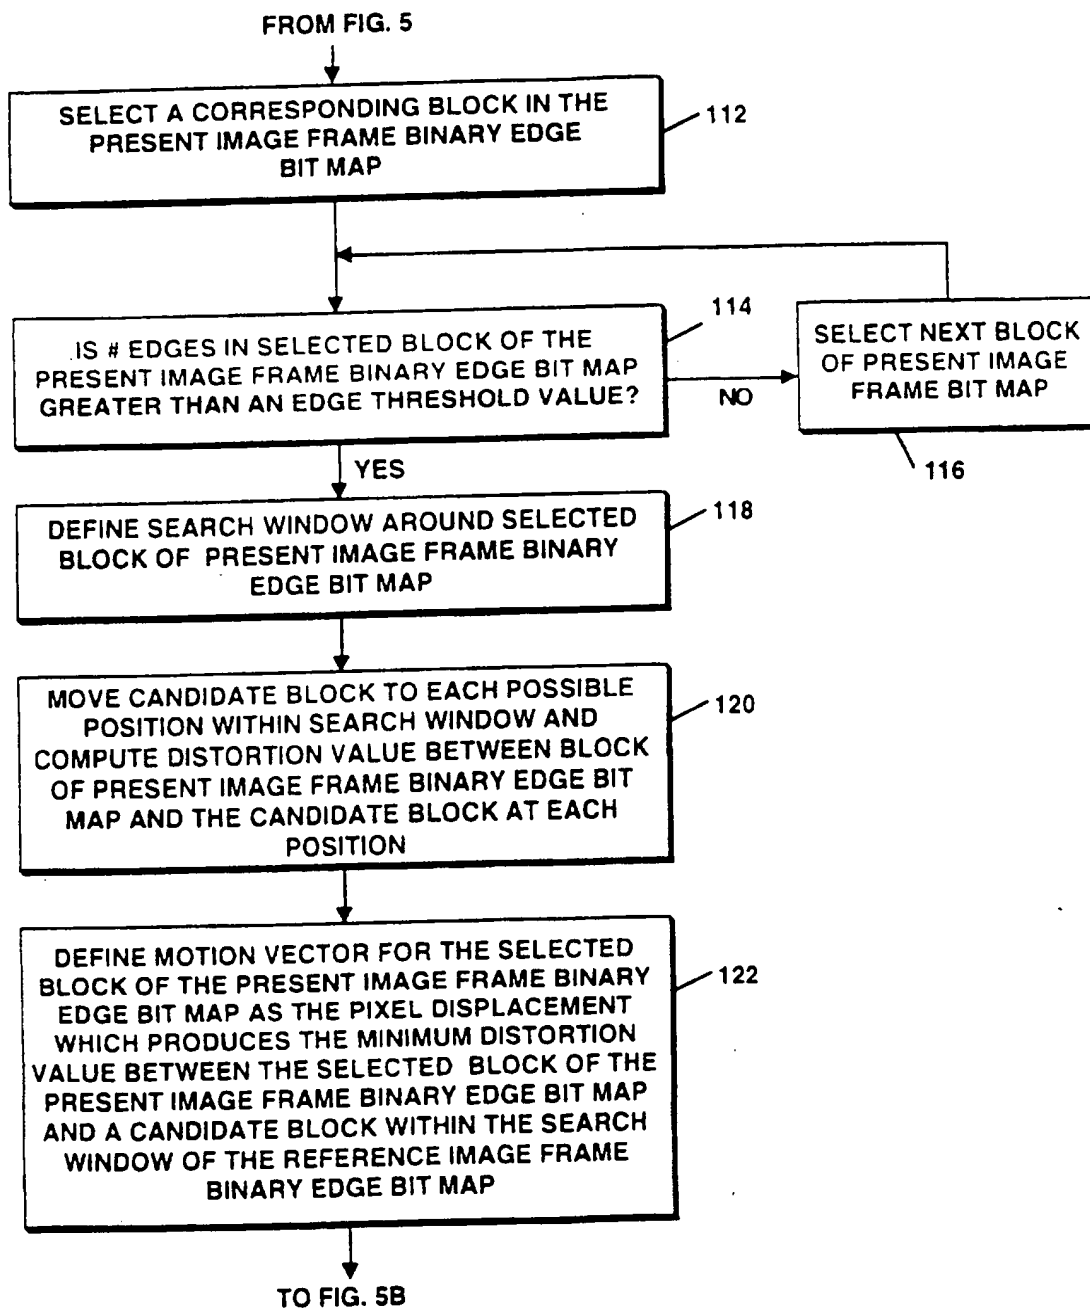 FROM FIG. 5
SELECT A CORRESPONDING BLOCK IN THE
PRESENT IMAGE FRAME BINARY EDGE
BIT MAP
112
IS # EDGES IN SELECTED BLOCK OF THE
PRESENT IMAGE FRAME BINARY EDGE BIT MAP
GREATER THAN AN EDGE THRESHOLD VALUE?
114
NO
SELECT NEXT BLOCK
OF PRESENT IMAGE
FRAME BIT MAP
116
YES
DEFINE SEARCH WINDOW AROUND SELECTED
BLOCK OF PRESENT IMAGE FRAME BINARY
EDGE BIT MAP
118
MOVE CANDIDATE BLOCK TO EACH POSSIBLE
POSITION WITHIN SEARCH WINDOW AND
COMPUTE DISTORTION VALUE BETWEEN BLOCK
OF PRESENT IMAGE FRAME BINARY EDGE BIT
MAP AND THE CANDIDATE BLOCK AT EACH
POSITION
120
DEFINE MOTION VECTOR FOR THE SELECTED
BLOCK OF THE PRESENT IMAGE FRAME BINARY
EDGE BIT MAP AS THE PIXEL DISPLACEMENT
WHICH PRODUCES THE MINIMUM DISTORTION
VALUE BETWEEN THE SELECTED BLOCK OF THE
PRESENT IMAGE FRAME BINARY EDGE BIT MAP
AND A CANDIDATE BLOCK WITHIN THE SEARCH
WINDOW OF THE REFERENCE IMAGE FRAME
BINARY EDGE BIT MAP
122
TO FIG. 5B